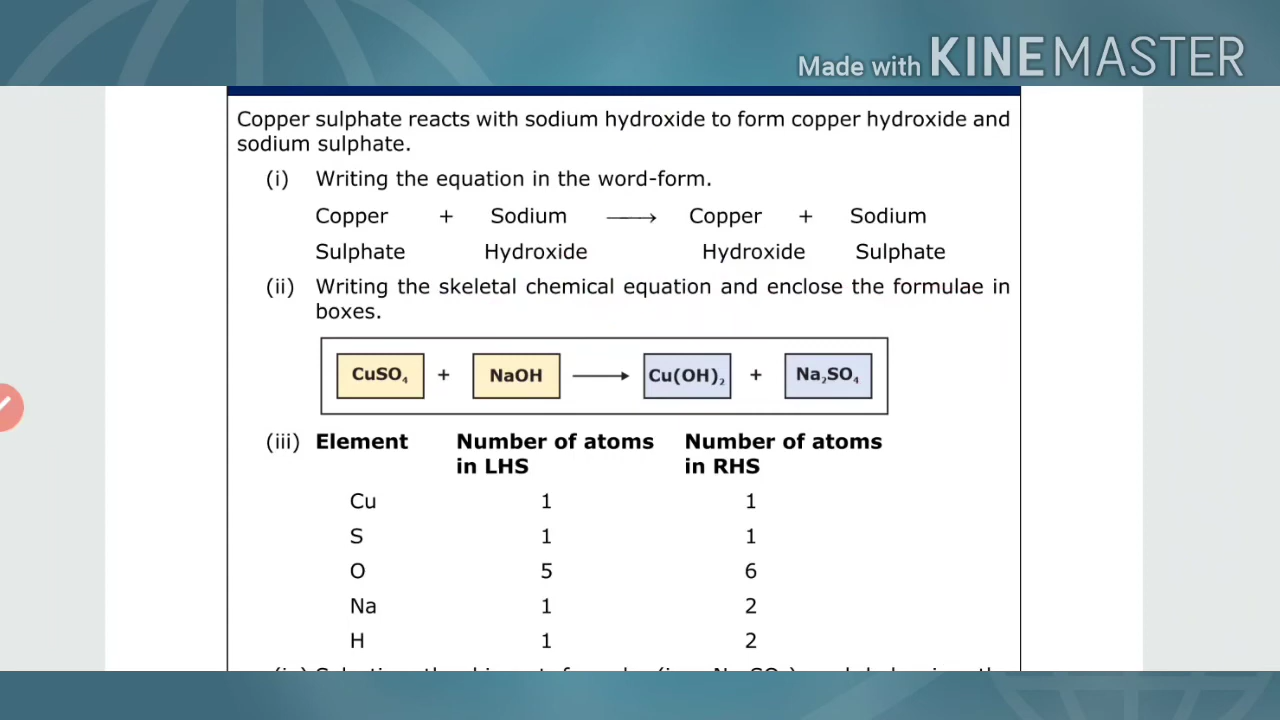 Made with KINEMASTER
Copper sulphate reacts with sodium hydroxide to form copper hydroxide and
sodium sulphate.
(i) Writing the equation in the word-form.
Copper + Sodium ⟶ Copper + Sodium
Sulphate Hydroxide Hydroxide Sulphate
(ii) Writing the skeletal chemical equation and enclose the formulae in
boxes.
CuSO₄ + NaOH ⟶ Cu(OH)₂ + Na₂SO₄
(iii) Element Number of atoms Number of atoms
in LHS in RHS
Cu 1 1
S 1 1
O 5 6
Na 1 2
H 1 2